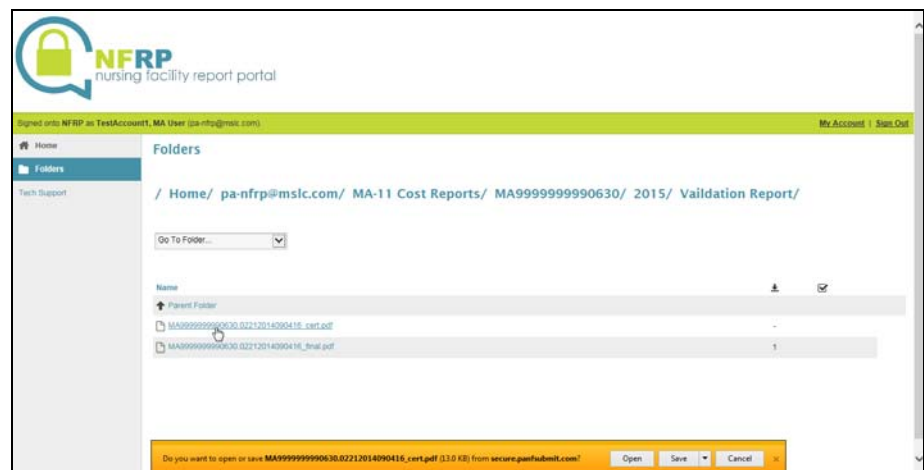 NFRP
nursing facility report portal
Signed onto NFRP as TestAccount1, MA User (pa-nfrp@mslc.com)
My Account | Sign Out
Home
Folders
Tech Support
Folders
/ Home/ pa-nfrp@mslc.com/ MA-11 Cost Reports/ MA9999999990630/ 2015/ Vaildation Report/
Go To Folder...
Name
Parent Folder
MA9999999990630.02212014090416_cert.pdf
-
MA9999999990630.02212014090416_final.pdf
1
Do you want to open or save MA9999999990630.02212014090416_cert.pdf (13.0 KB) from secure.panfsubmit.com?
Open
Save
Cancel
×